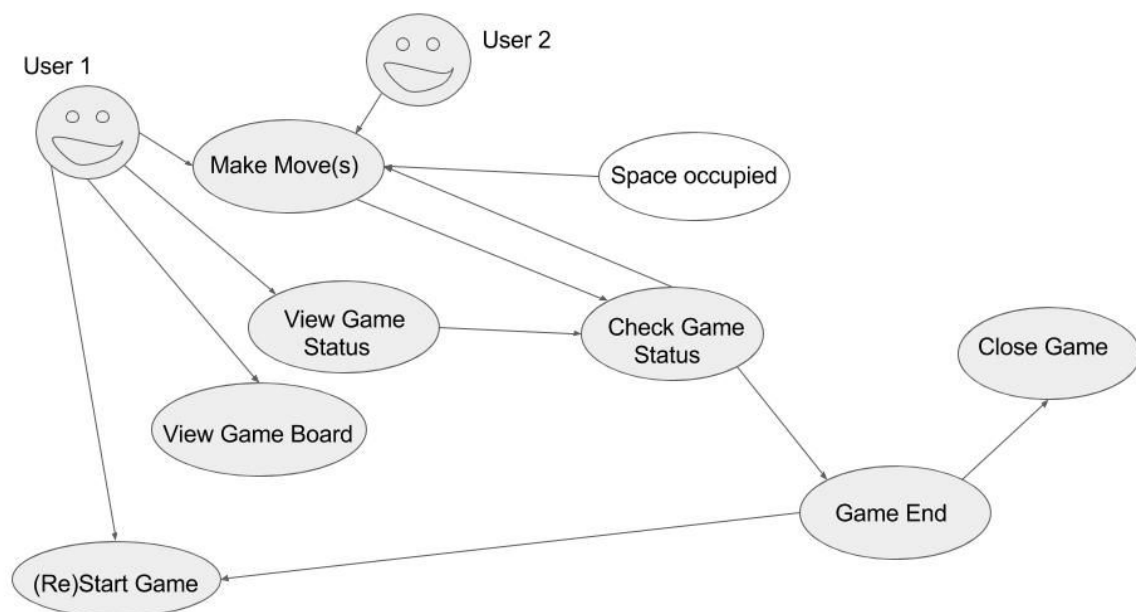 User 2
User 1
Make Move(s)
Space occupied
View Game
Status
Check Game
Status
Close Game
View Game Board
Game End
(Re)Start Game